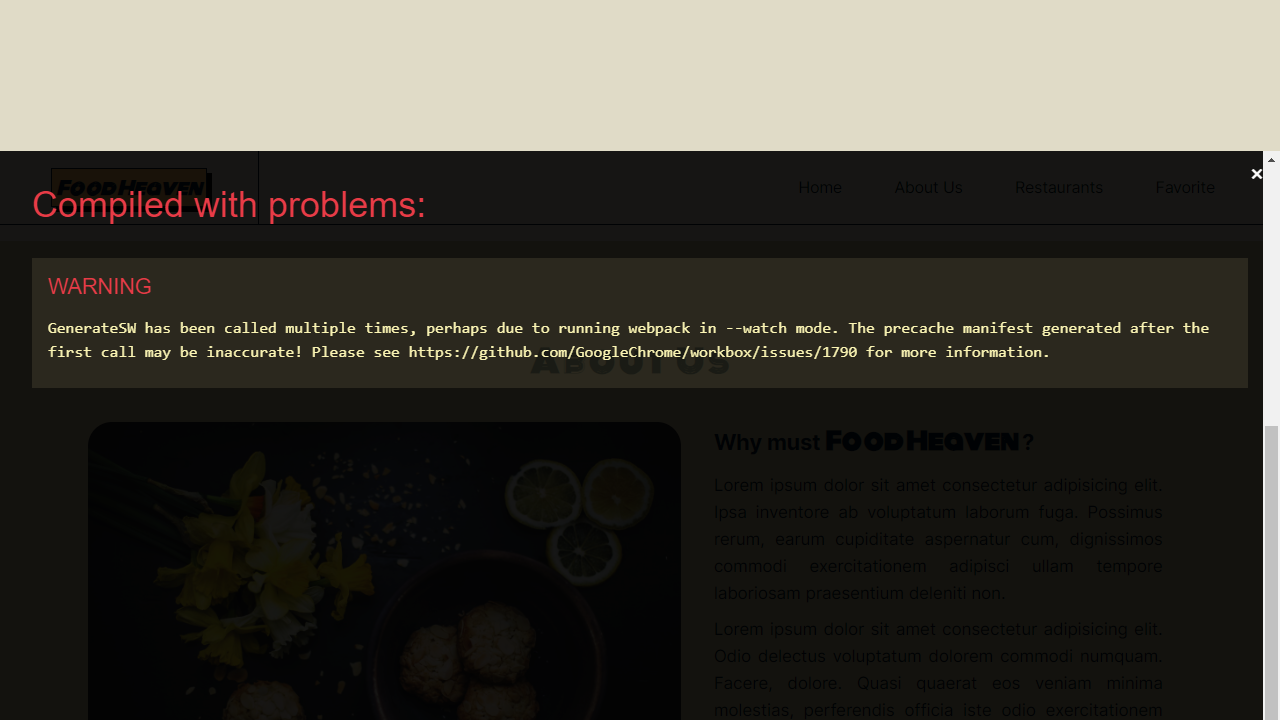 FOOD HEAVEN
Home About Us Restaurants Favorite
×
Compiled with problems:
WARNING
GenerateSW has been called multiple times, perhaps due to running webpack in --watch mode. The precache manifest generated after the
first call may be inaccurate! Please see https://github.com/GoogleChrome/workbox/issues/1790 for more information.
About Us
Why must FOOD HEAVEN ?
Lorem ipsum dolor sit amet consectetur adipisicing elit.
Ipsa inventore ab voluptatum laborum fuga. Possimus
rerum, earum cupiditate aspernatur cum, dignissimos
commodi exercitationem adipisci ullam tempore
laboriosam praesentium deleniti non.
Lorem ipsum dolor sit amet consectetur adipisicing elit.
Odio delectus voluptatum dolorem commodi numquam.
Facere, dolore. Quasi quaerat eos veniam minima
molestias, perferendis officia iste odio exercitationem